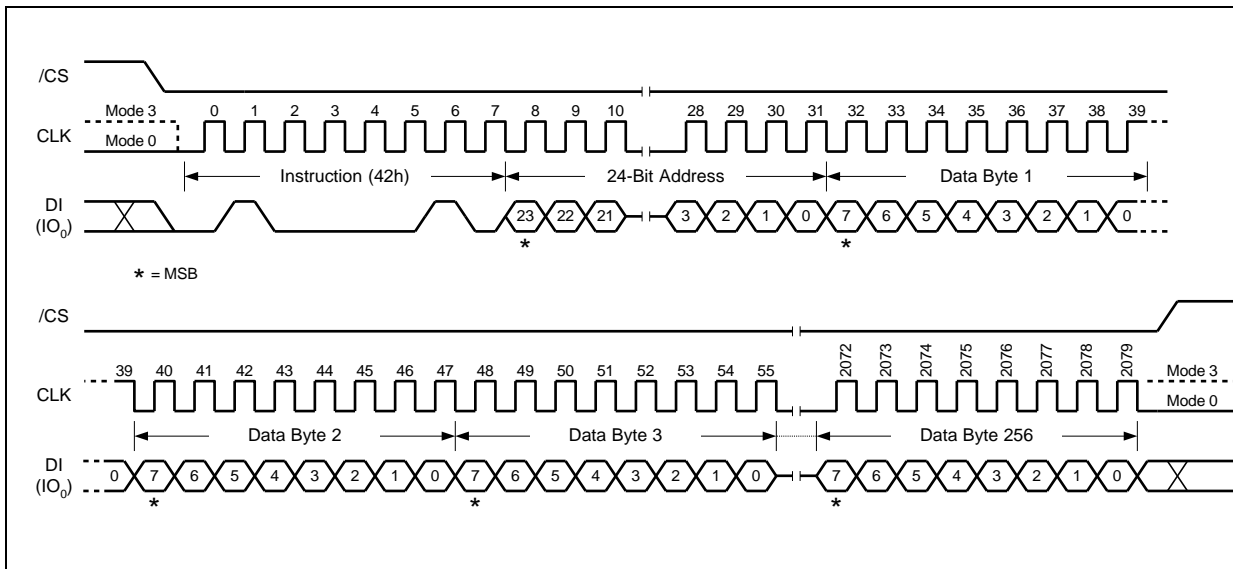 /CS
Mode 3 0 1 2 3 4 5 6 7 8 9 10 28 29 30 31 32 33 34 35 36 37 38 39
CLK
Mode 0
Instruction (42h) 24-Bit Address Data Byte 1
DI
(IO₀)
23 22 21 3 2 1 0 7 6 5 4 3 2 1 0
* *
* = MSB
/CS
39 40 41 42 43 44 45 46 47 48 49 50 51 52 53 54 55 2072 2073 2074 2075 2076 2077 2078 2079 Mode 3
CLK
Mode 0
Data Byte 2 Data Byte 3 Data Byte 256
DI
(IO₀)
0 7 6 5 4 3 2 1 0 7 6 5 4 3 2 1 0 7 6 5 4 3 2 1 0
* * *